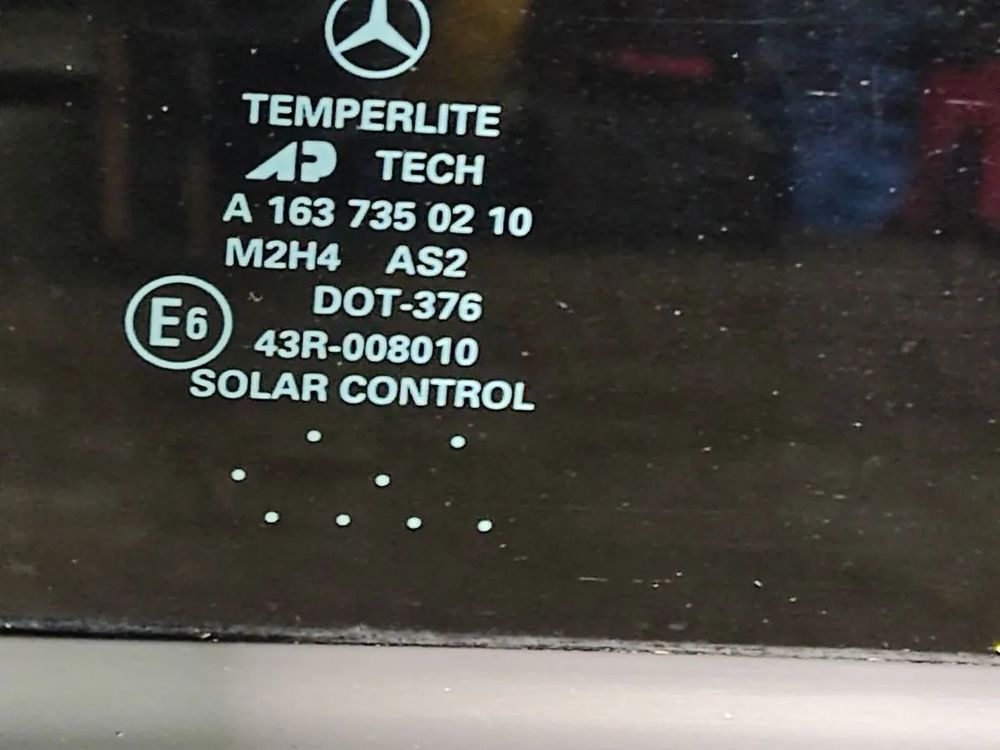 TEMPERLITE
AP TECH
A 163 735 02 10
M2H4 AS2
DOT-376
E6 43R-008010
SOLAR CONTROL